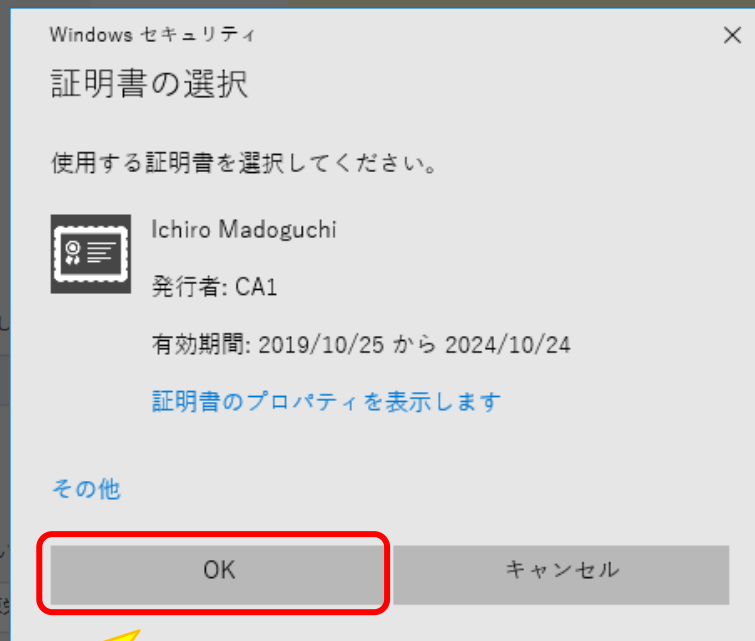 Windows セキュリティ
証明書の選択
使用する証明書を選択してください。
Ichiro Madoguchi
発行者: CA1
有効期間: 2019/10/25 から 2024/10/24
証明書のプロパティを表示します
その他
OK
キャンセル